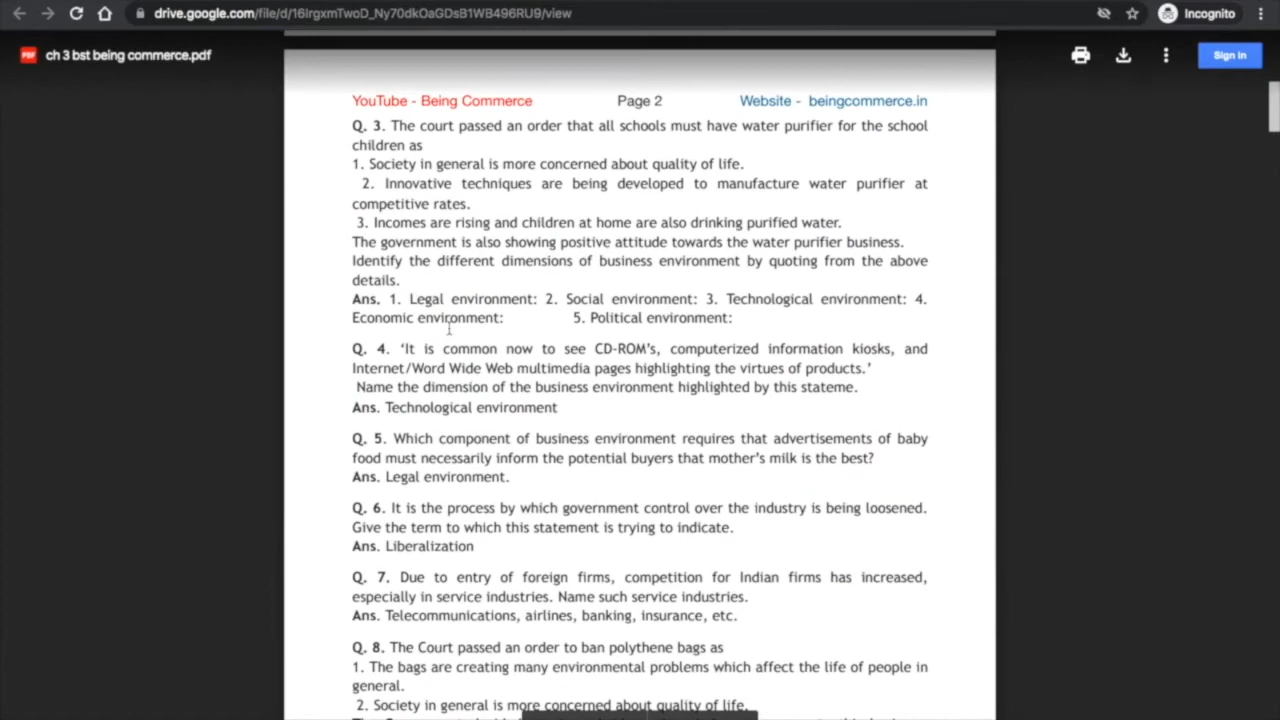 drive.google.com/file/d/16IrgxmTwoD_Ny70dkOaGDsB1WB496RU9/view
Incognito
PDF
ch 3 bst being commerce.pdf
Sign in
YouTube - Being Commerce Page 2 Website - beingcommerce.in
Q. 3. The court passed an order that all schools must have water purifier for the school
children as
1. Society in general is more concerned about quality of life.
2. Innovative techniques are being developed to manufacture water purifier at
competitive rates.
3. Incomes are rising and children at home are also drinking purified water.
The government is also showing positive attitude towards the water purifier business.
Identify the different dimensions of business environment by quoting from the above
details.
Ans. 1. Legal environment: 2. Social environment: 3. Technological environment: 4.
Economic environment: 5. Political environment:
Q. 4. ‘It is common now to see CD-ROM’s, computerized information kiosks, and
Internet/Word Wide Web multimedia pages highlighting the virtues of products.’
Name the dimension of the business environment highlighted by this stateme.
Ans. Technological environment
Q. 5. Which component of business environment requires that advertisements of baby
food must necessarily inform the potential buyers that mother’s milk is the best?
Ans. Legal environment.
Q. 6. It is the process by which government control over the industry is being loosened.
Give the term to which this statement is trying to indicate.
Ans. Liberalization
Q. 7. Due to entry of foreign firms, competition for Indian firms has increased,
especially in service industries. Name such service industries.
Ans. Telecommunications, airlines, banking, insurance, etc.
Q. 8. The Court passed an order to ban polythene bags as
1. The bags are creating many environmental problems which affect the life of people in
general.
2. Society in general is more concerned about quality of life.